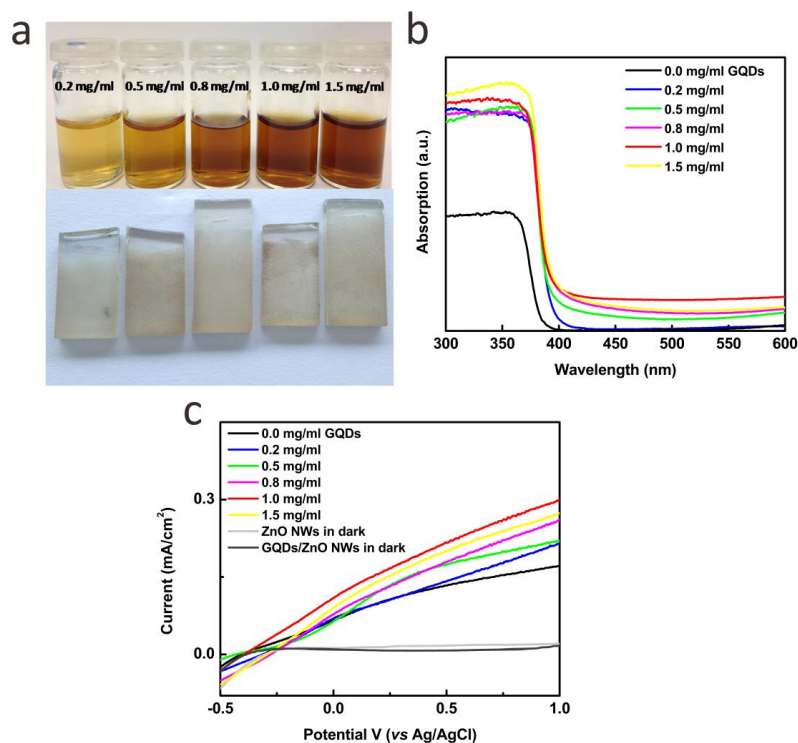 a
0.2 mg/ml 0.5 mg/ml 0.8 mg/ml 1.0 mg/ml 1.5 mg/ml
b
Absorption (a.u.)
0.0 mg/ml GQDs
0.2 mg/ml
0.5 mg/ml
0.8 mg/ml
1.0 mg/ml
1.5 mg/ml
300 350 400 450 500 550 600
Wavelength (nm)
c
Current (mA/cm²)
0.0 mg/ml GQDs
0.2 mg/ml
0.5 mg/ml
0.8 mg/ml
1.0 mg/ml
1.5 mg/ml
ZnO NWs in dark
GQDs/ZnO NWs in dark
0.3
0.0
-0.5 0.0 0.5 1.0
Potential V (vs Ag/AgCl)